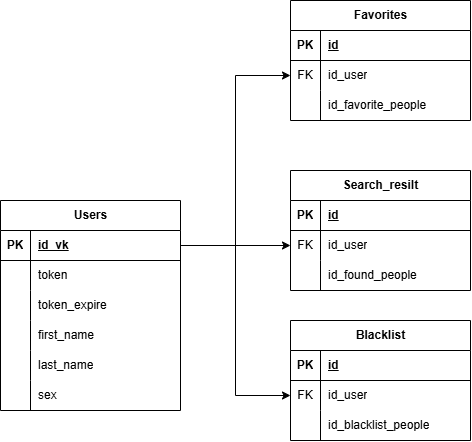 Favorites
PK id
FK id_user
id_favorite_people
Search_resilt
PK id
FK id_user
id_found_people
Users
PK id_vk
token
token_expire
first_name
last_name
sex
Blacklist
PK id
FK id_user
id_blacklist_people